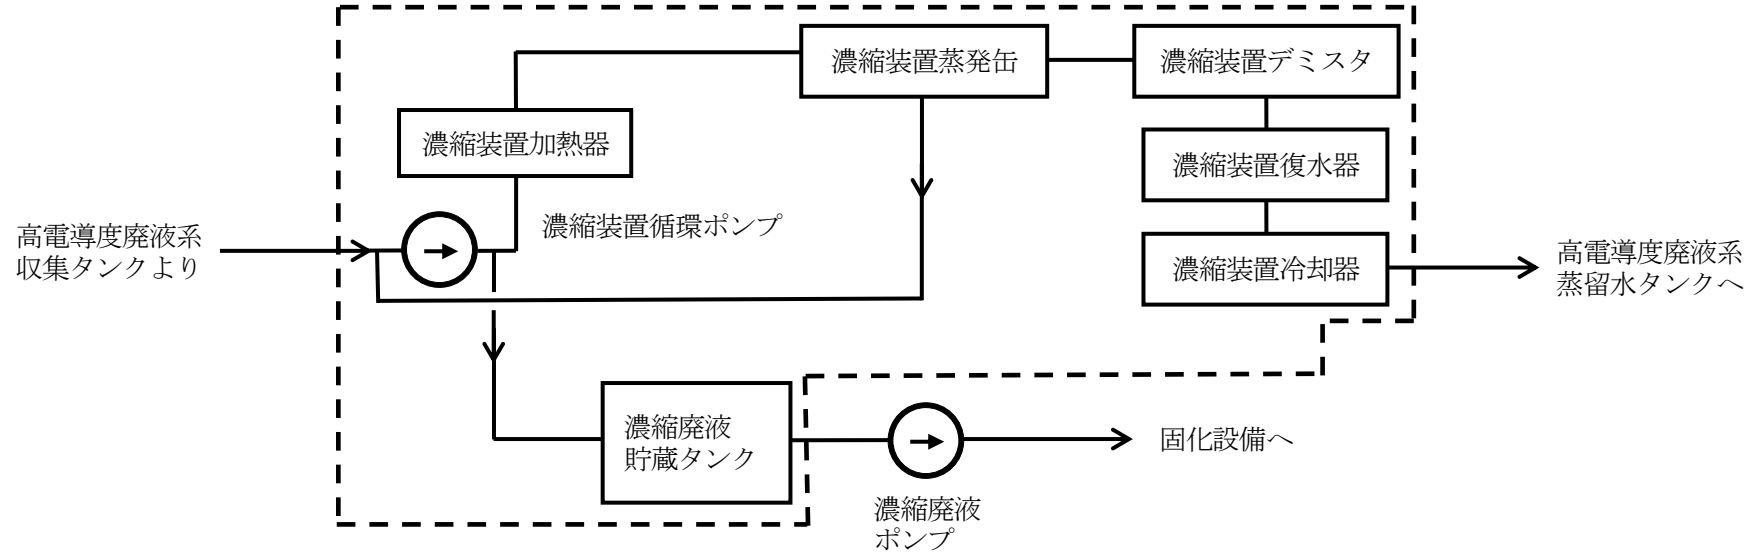 濃縮装置蒸発缶
濃縮装置デミスタ
濃縮装置加熱器
濃縮装置復水器
濃縮装置循環ポンプ
高電導度廃液系
収集タンクより
濃縮装置冷却器
高電導度廃液系
蒸留水タンクへ
濃縮廃液
貯蔵タンク
固化設備へ
濃縮廃液
ポンプ